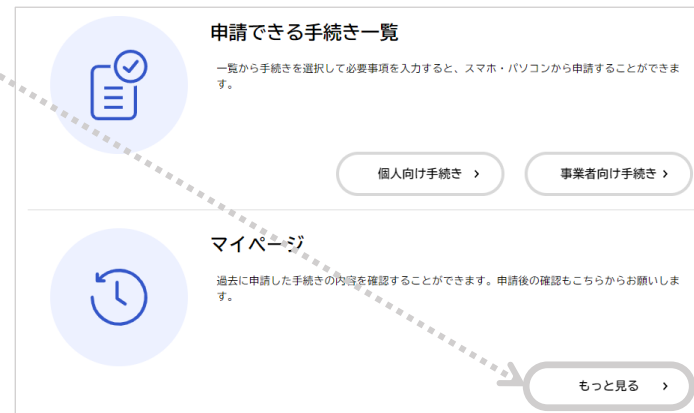 申請できる手続き一覧
一覧から手続きを選択して必要事項を入力すると、スマホ・パソコンから申請することができま
す。
個人向け手続き ›
事業者向け手続き ›
マイページ
過去に申請した手続きの内容を確認することができます。申請後の確認もこちらからお願いしま
す。
もっと見る ›